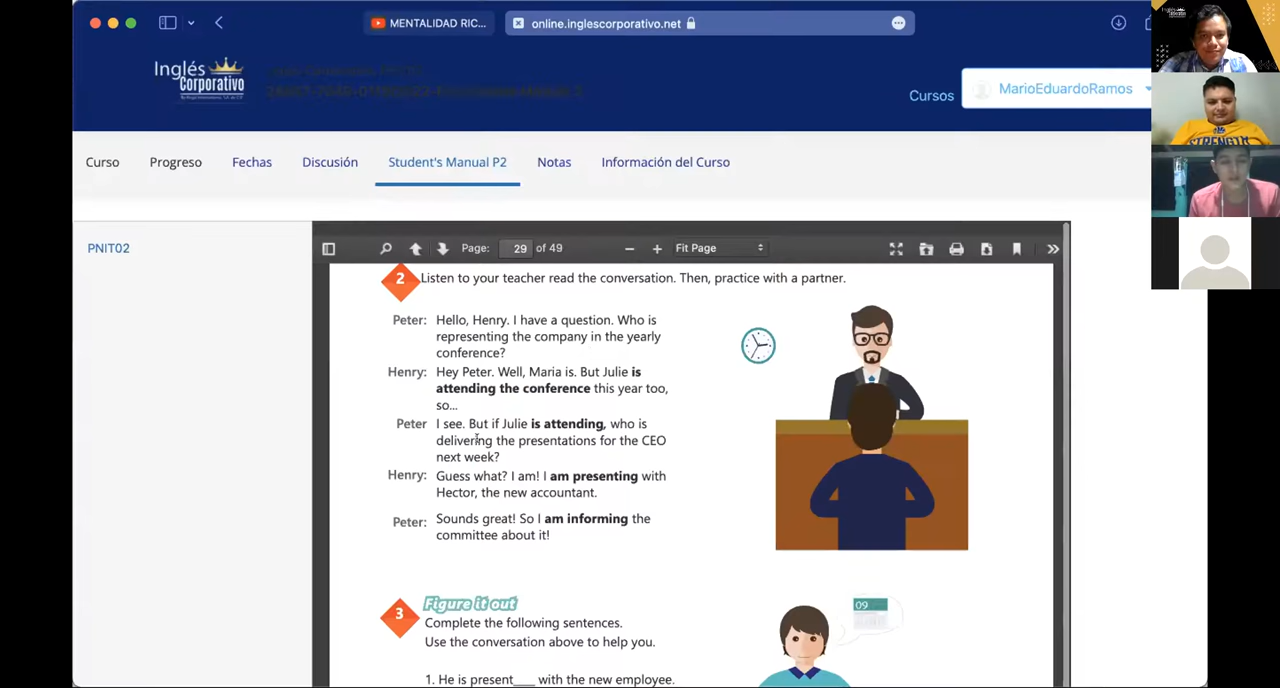 MENTALIDAD RIC...
online.inglescorporativo.net
Inglés
Corporativo
Cursos
MarioEduardoRamos
Curso
Progreso
Fechas
Discusión
Student's Manual P2
Notas
Información del Curso
PNIT02
Page: 29 of 49
Fit Page
2 Listen to your teacher read the conversation. Then, practice with a partner.
Peter: Hello, Henry. I have a question. Who is
representing the company in the yearly
conference?
Henry: Hey Peter. Well, Maria is. But Julie is
attending the conference this year too,
so...
Peter I see. But if Julie is attending, who is
delivering the presentations for the CEO
next week?
Henry: Guess what? I am! I am presenting with
Hector, the new accountant.
Peter: Sounds great! So I am informing the
committee about it!
3 Figure it out
09
Complete the following sentences.
Use the conversation above to help you.
1. He is present____ with the new employee.